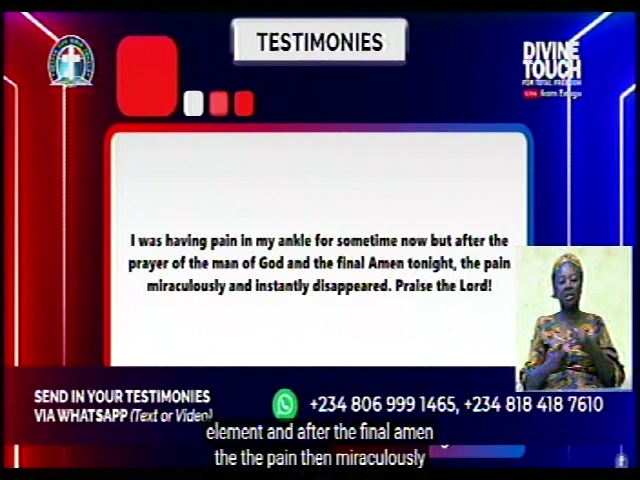 TESTIMONIES
DIVINE
TOUCH
FOR TOTAL FREEDOM
I was having pain in my ankle for sometime now but after the
prayer of the man of God and the final Amen tonight, the pain
miraculously and instantly disappeared. Praise the Lord!
SEND IN YOUR TESTIMONIES
VIA WHATSAPP (Text or Video)
+234 806 999 1465, +234 818 418 7610
element and after the final amen
the the pain then miraculously